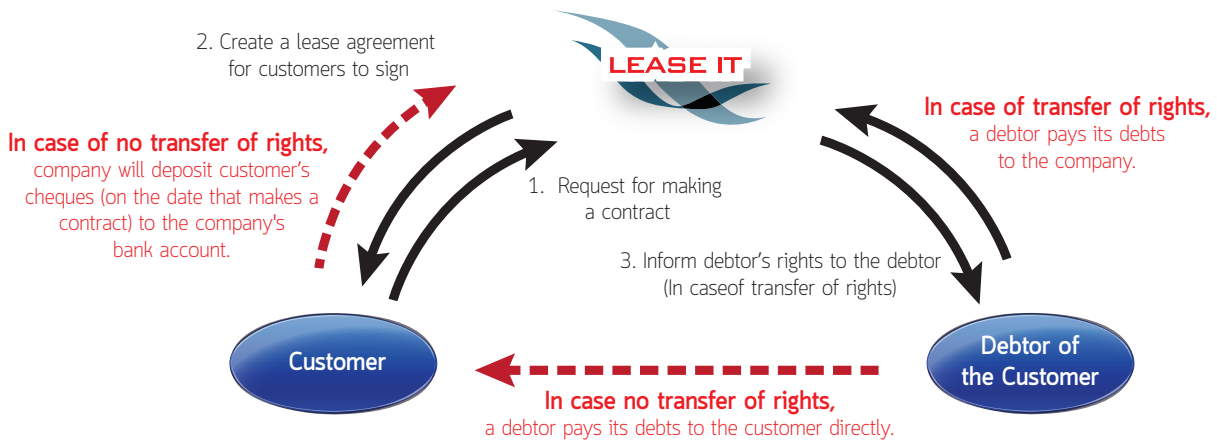 2. Create a lease agreement
for customers to sign
LEASE IT
In case of no transfer of rights,
company will deposit customer's
cheques (on the date that makes a
contract) to the company's
bank account.
In case of transfer of rights,
a debtor pays its debts
to the company.
1. Request for making
a contract
3. Inform debtor's rights to the debtor
(In caseof transfer of rights)
Customer
Debtor of
the Customer
In case no transfer of rights,
a debtor pays its debts to the customer directly.